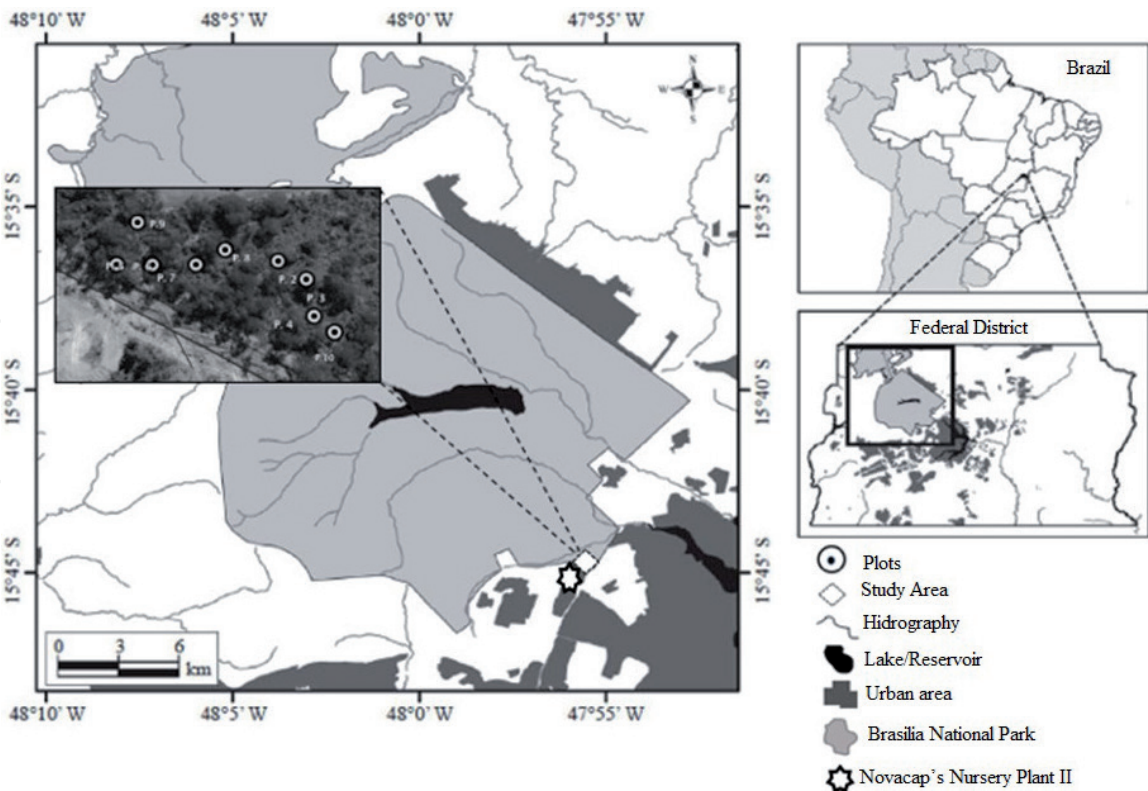 48°10' W 48°5' W 48°0' W 47°55' W
N
W E
S
15°35' S
15°40' S
15°45' S
P.9
P.8
P.7
P.2
P.3
P.4
P.10
15°35' S
15°40' S
15°45' S
0 3 6
km
48°10' W 48°5' W 48°0' W 47°55' W
Brazil
Federal District
Plots
Study Area
Hidrography
Lake/Reservoir
Urban area
Brasilia National Park
Novacap's Nursery Plant II